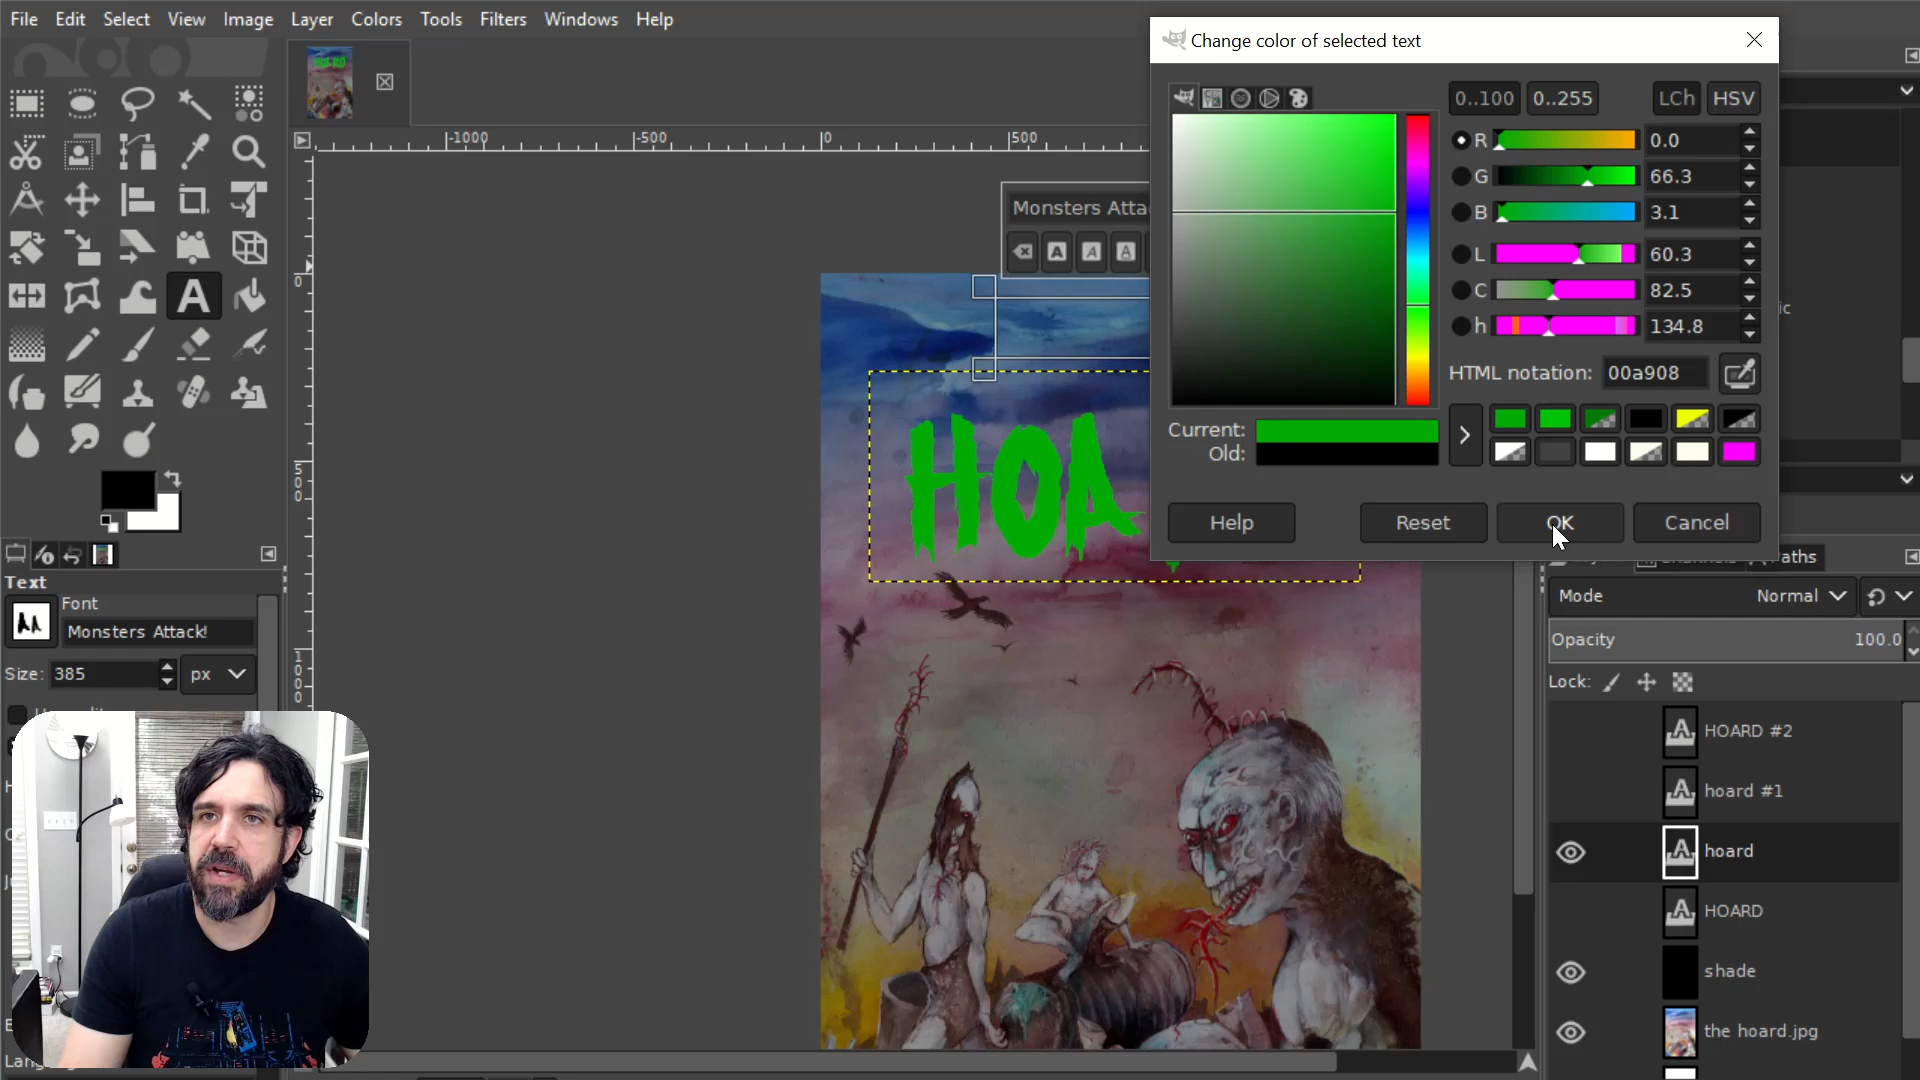 File Edit Select View Image Layer Colors Tools Filters Windows Help
Change color of selected text
0..100 0..255 LCh HSV
R 0.0
G 66.3
B 3.1
L 60.3
C 82.5
h 134.8
HTML notation: 00a908
Current:
Old:
Help Reset OK Cancel
-1000 -500 0 500
Monsters Atta
A A A
0
500
1000
HOA
A
Text
Font
Monsters Attack!
Size: 385 px
Mode Normal
Opacity 100.0
Lock:
HOARD #2
hoard #1
hoard
HOARD
shade
the hoard.jpg